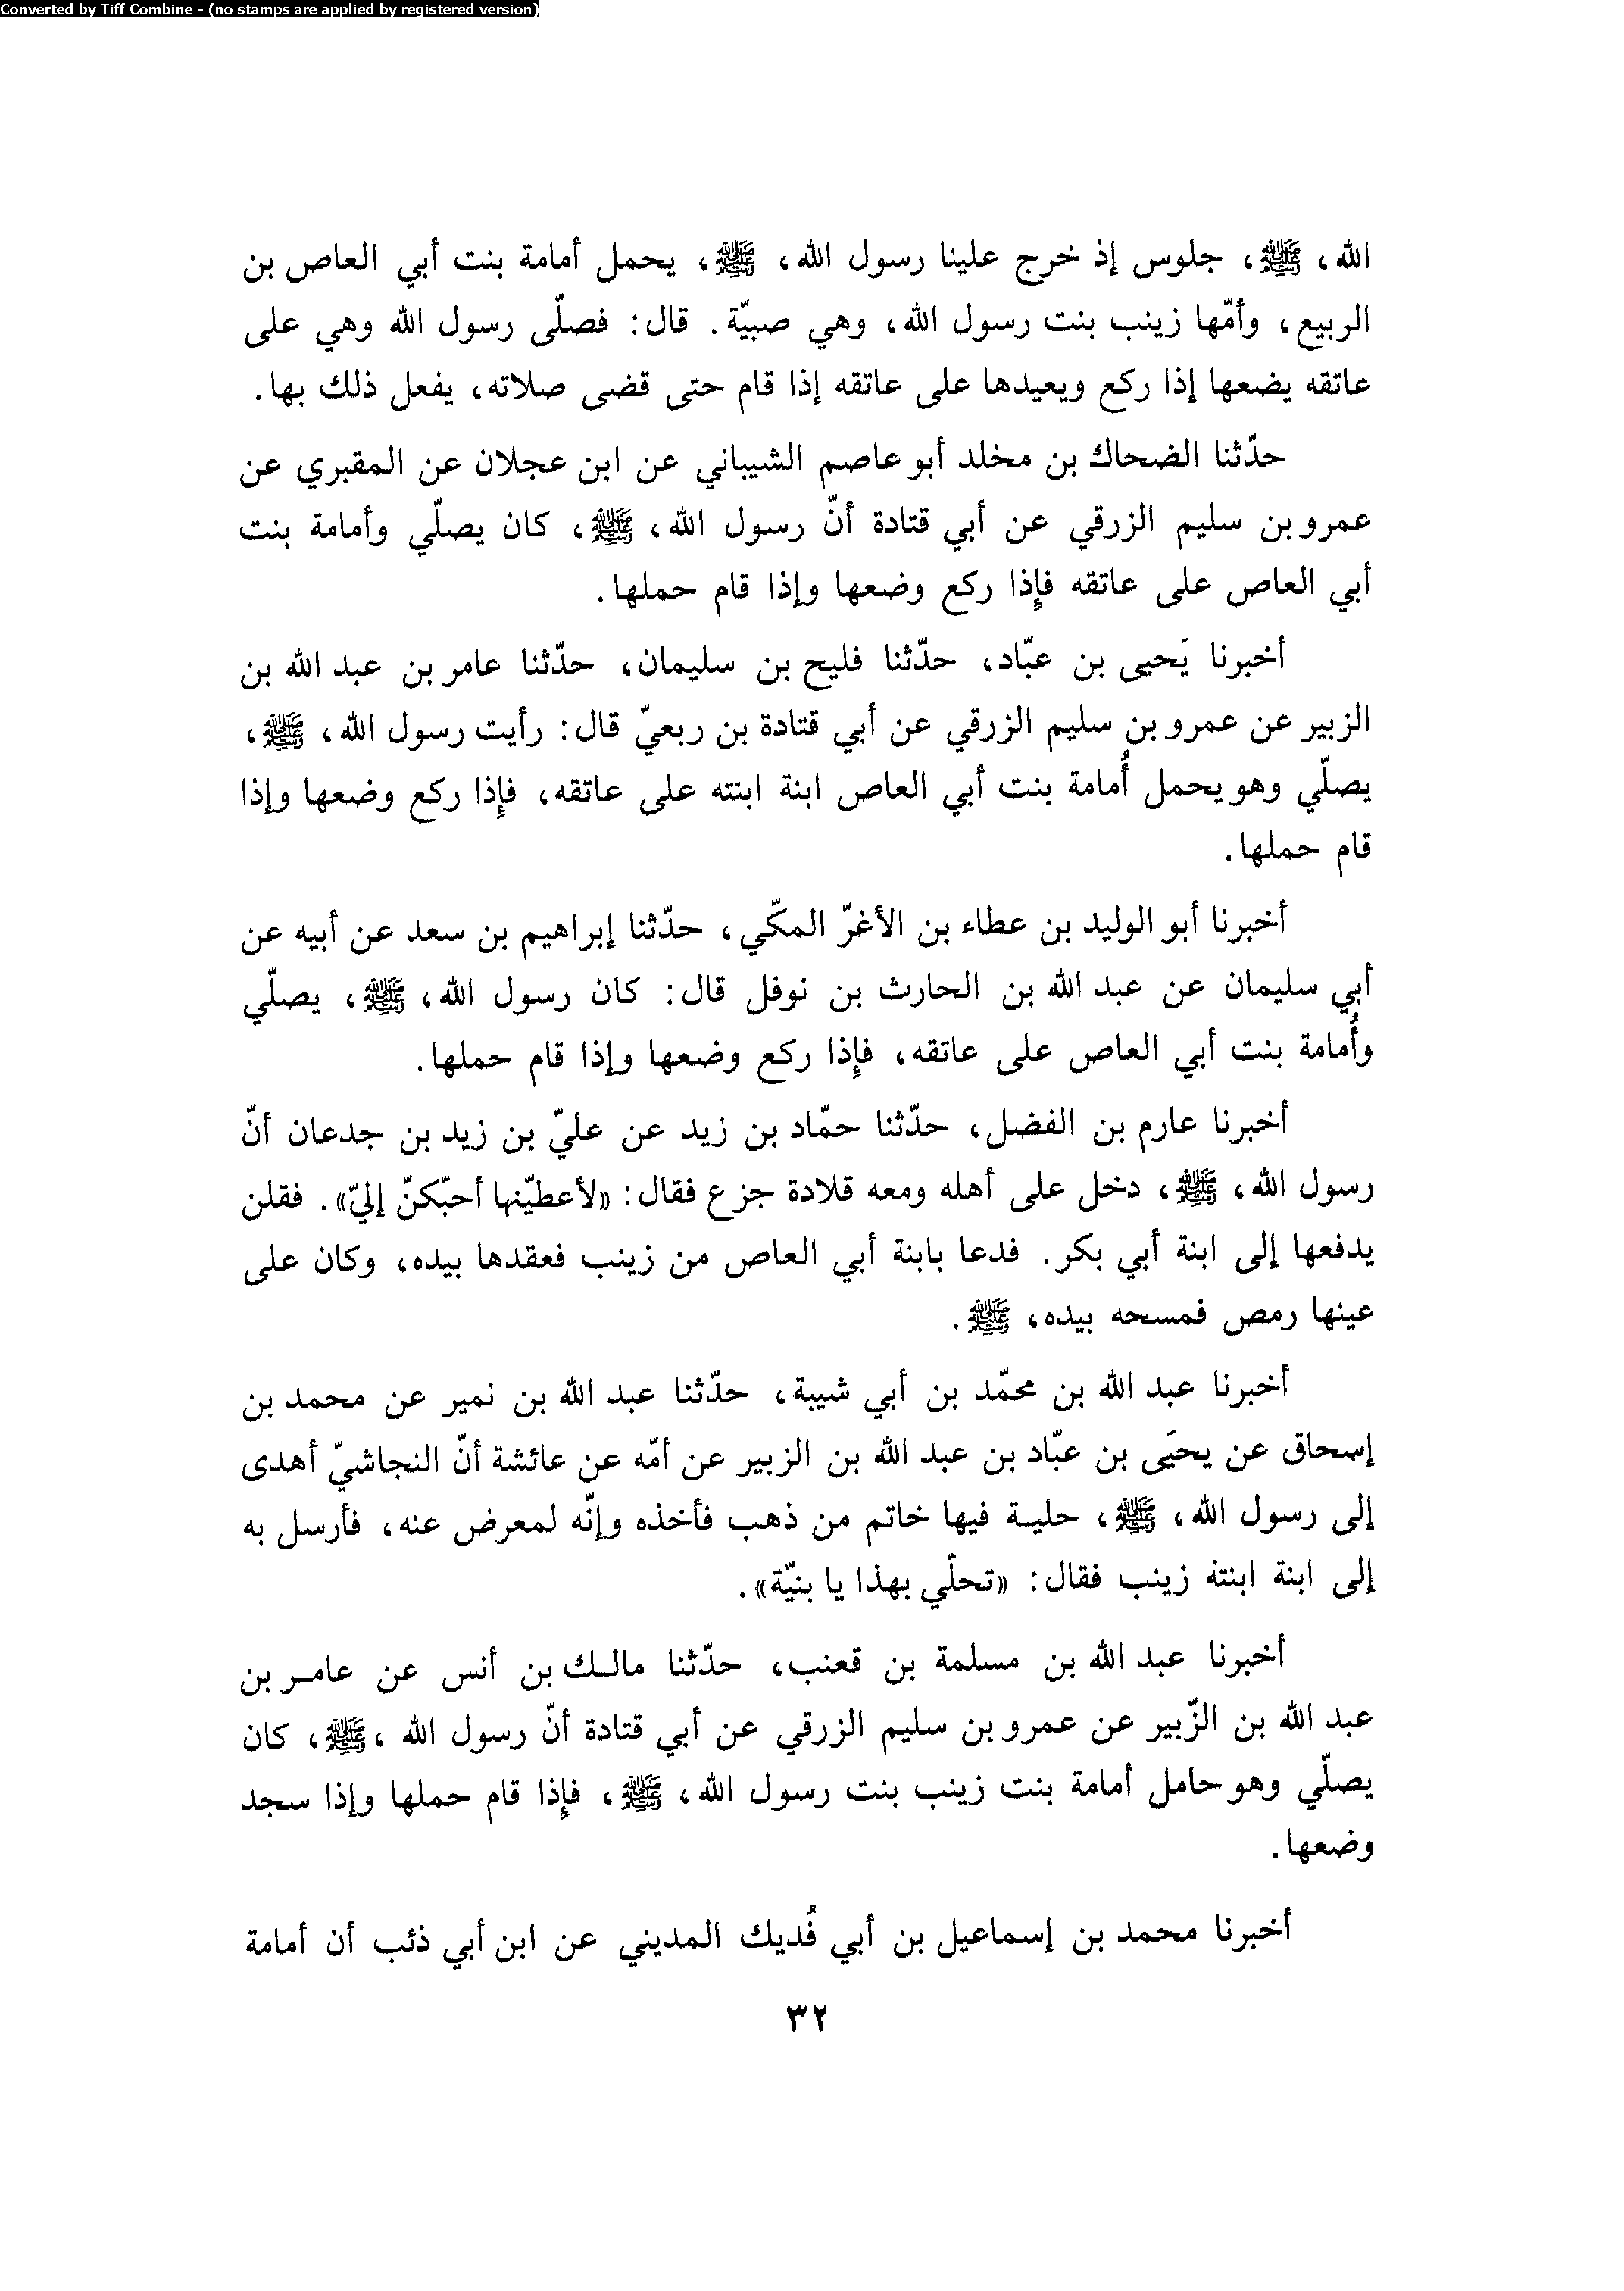 Converted by Tiff Combine - (no stamps are applied by registered version)
الله، ﷺ، جلوس إذ خرج علينا رسول الله، ﷺ، يحمل أمامة بنت أبي العاص بن
الربيع، وأمّها زينب بنت رسول الله، وهي صبيّة. قال: فصلّى رسول الله وهي على
عاتقه يضعها إذا ركع ويعيدها على عاتقه إذا قام حتى قضى صلاته، يفعل ذلك بها.
حدّثنا الضحاك بن مخلد أبو عاصم الشيباني عن ابن عجلان عن المقبري عن
عمرو بن سليم الزرقي عن أبي قتادة أنّ رسول الله، ﷺ، كان يصلّي وأمامة بنت
أبي العاص على عاتقه فإذا ركع وضعها وإذا قام حملها.
أخبرنا يَحيى بن عبّاد، حدّثنا فليح بن سليمان، حدّثنا عامر بن عبد الله بن
الزبير عن عمرو بن سليم الزرقي عن أبي قتادة بن ربعيّ قال: رأيت رسول الله، ﷺ،
يصلّي وهو يحمل أُمامة بنت أبي العاص ابنة ابنته على عاتقه، فإذا ركع وضعها وإذا
قام حملها.
أخبرنا أبو الوليد بن عطاء بن الأغرّ المكّي، حدّثنا إبراهيم بن سعد عن أبيه عن
أبي سليمان عن عبد الله بن الحارث بن نوفل قال: كان رسول الله، ﷺ، يصلّي
وأُمامة بنت أبي العاص على عاتقه، فإذا ركع وضعها وإذا قام حملها.
أخبرنا عارم بن الفضل، حدّثنا حمّاد بن زيد عن عليّ بن زيد بن جدعان أنّ
رسول الله، ﷺ، دخل على أهله ومعه قلادة جزع فقال: «لأعطيّنها أحبّكنّ إليّ». فقلن
يدفعها إلى ابنة أبي بكر. فدعا بابنة أبي العاص من زينب فعقدها بيده، وكان على
عينها رمص فمسحه بيده، ﷺ.
أخبرنا عبد الله بن محمّد بن أبي شيبة، حدّثنا عبد الله بن نمير عن محمد بن
إسحاق عن يحيَى بن عبّاد بن عبد الله بن الزبير عن أمّه عن عائشة أنّ النجاشيّ أهدى
إلى رسول الله، ﷺ، حلية فيها خاتم من ذهب فأخذه وإنّه لمعرض عنه، فأرسل به
إلى ابنة ابنته زينب فقال: «تحلّي بهذا يا بنيّة».
أخبرنا عبد الله بن مسلمة بن قعنب، حدّثنا مالك بن أنس عن عامر بن
عبد الله بن الزّبير عن عمرو بن سليم الزرقي عن أبي قتادة أنّ رسول الله ،ﷺ، كان
يصلّي وهو حامل أمامة بنت زينب بنت رسول الله، ﷺ، فإذا قام حملها وإذا سجد
وضعها.
أخبرنا محمد بن إسماعيل بن أبي فُديك المديني عن ابن أبي ذئب أن أمامة
٣٢